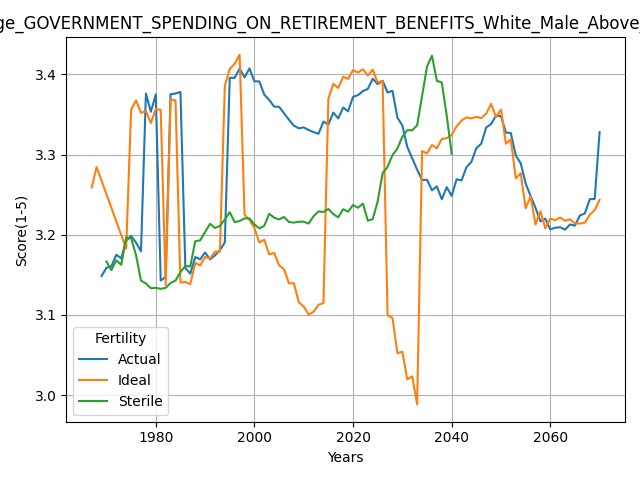 ge_GOVERNMENT_SPENDING_ON_RETIREMENT_BENEFITS_White_Male_Above_
3.4
3.3
3.2
3.1
3.0
Score(1-5)
Fertility
Actual
Ideal
Sterile
1980
2000
2020
2040
2060
Years